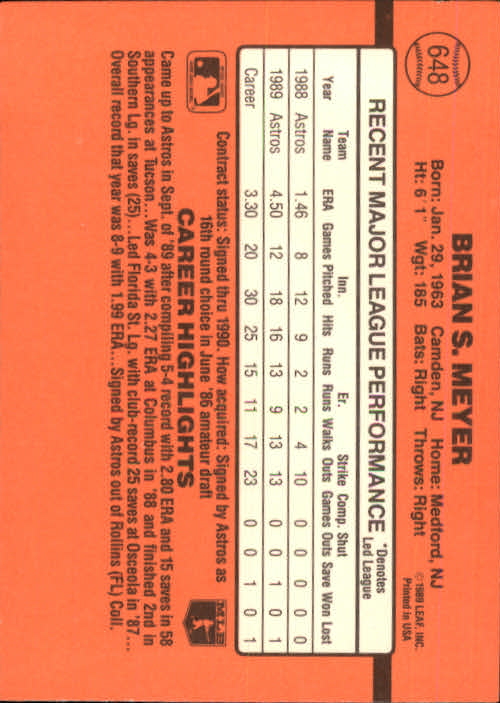 648
BRIAN S. MEYER
Born: Jan. 29, 1963 Camden, NJ Home: Medford, NJ
Ht: 6'1" Wgt: 185 Bats: Right Throws: Right
© 1989 LEAF, INC.
Printed in USA
RECENT MAJOR LEAGUE PERFORMANCE *Denotes Led League
Team Inn. Er. Strike Comp. Shut
Year Name ERA Games Pitched Hits Runs Runs Walks Outs Games Outs Save Won Lost
1988 Astros 1.46 8 12 9 2 2 4 10 0 0 0 0 0
1989 Astros 4.50 12 18 16 13 9 13 13 0 0 1 0 1
Career 3.30 20 30 25 15 11 17 23 0 0 1 0 1
Contract status: Signed thru 1990. How acquired: Signed by Astros as
16th round choice in June '86 amateur draft
MLB
CAREER HIGHLIGHTS
Came up to Astros in Sept. of '89 after compiling 5-4 record with 2.80 ERA and 15 saves in 58
appearances at Tucson...Was 4-3 with 2.27 ERA at Columbus in '88 and finished 2nd in
Southern Lg. in saves (25)...Led Florida St. Lg. with club-record 25 saves at Osceola in '87...
Overall record that year was 8-9 with 1.99 ERA...Signed by Astros out of Rollins (FL) Coll.